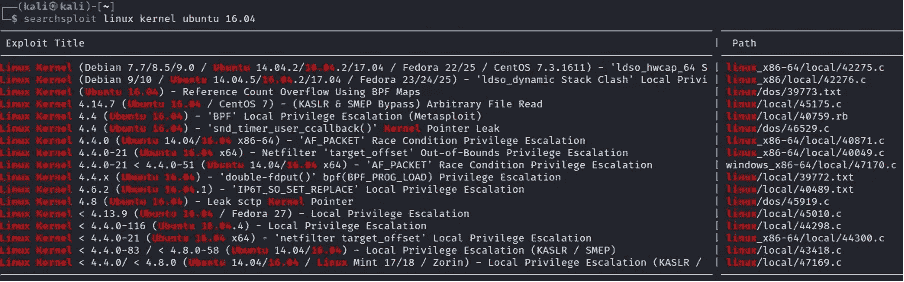 (kali㉿kali)-[~]
$ searchsploit linux kernel ubuntu 16.04
Exploit Title | Path
Linux Kernel (Debian 7.7/8.5/9.0 / Ubuntu 14.04.2/16.04.2/17.04 / Fedora 22/25 / CentOS 7.3.1611) - 'ldso_hwcap_64 S | linux_x86-64/local/42275.c
Linux Kernel (Debian 9/10 / Ubuntu 14.04.5/16.04.2/17.04 / Fedora 23/24/25) - 'ldso_dynamic Stack Clash' Local Privi | linux_x86/local/42276.c
Linux Kernel (Ubuntu 16.04) - Reference Count Overflow Using BPF Maps | linux/dos/39773.txt
Linux Kernel 4.14.7 (Ubuntu 16.04 / CentOS 7) - (KASLR & SMEP Bypass) Arbitrary File Read | linux/local/45175.c
Linux Kernel 4.4 (Ubuntu 16.04) - 'BPF' Local Privilege Escalation (Metasploit) | linux/local/40759.rb
Linux Kernel 4.4 (Ubuntu 16.04) - 'snd_timer_user_ccallback()' Kernel Pointer Leak | linux/dos/46529.c
Linux Kernel 4.4.0 (Ubuntu 14.04/16.04 x86-64) - 'AF_PACKET' Race Condition Privilege Escalation | linux_x86-64/local/40871.c
Linux Kernel 4.4.0-21 (Ubuntu 16.04 x64) - Netfilter 'target_offset' Out-of-Bounds Privilege Escalation | linux_x86-64/local/40049.c
Linux Kernel 4.4.0-21 < 4.4.0-51 (Ubuntu 14.04/16.04 x64) - 'AF_PACKET' Race Condition Privilege Escalation | windows_x86-64/local/47170.c
Linux Kernel 4.4.x (Ubuntu 16.04) - 'double-fdput()' bpf(BPF_PROG_LOAD) Privilege Escalation | linux/local/39772.txt
Linux Kernel 4.6.2 (Ubuntu 16.04.1) - 'IP6T_SO_SET_REPLACE' Local Privilege Escalation | linux/local/40489.txt
Linux Kernel 4.8 (Ubuntu 16.04) - Leak sctp Kernel Pointer | linux/dos/45919.c
Linux Kernel < 4.13.9 (Ubuntu 16.04 / Fedora 27) - Local Privilege Escalation | linux/local/45010.c
Linux Kernel < 4.4.0-116 (Ubuntu 16.04.4) - Local Privilege Escalation | linux/local/44298.c
Linux Kernel < 4.4.0-21 (Ubuntu 16.04 x64) - 'netfilter target_offset' Local Privilege Escalation | linux_x86-64/local/44300.c
Linux Kernel < 4.4.0-83 / < 4.8.0-58 (Ubuntu 14.04/16.04) - Local Privilege Escalation (KASLR / SMEP) | linux/local/43418.c
Linux Kernel < 4.4.0/ < 4.8.0 (Ubuntu 14.04/16.04 / Linux Mint 17/18 / Zorin) - Local Privilege Escalation (KASLR / | linux/local/47169.c